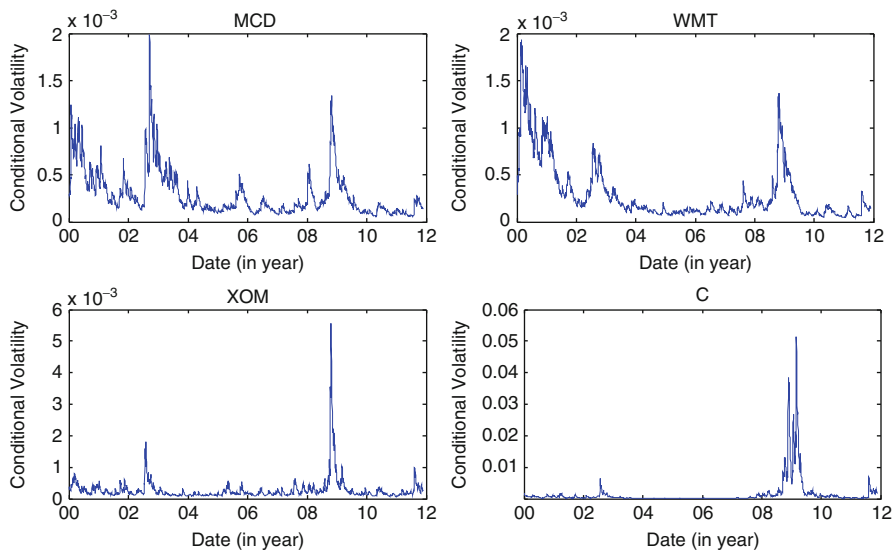 MCD
x 10⁻³
2
1.5
1
0.5
0
Conditional Volatility
00 02 04 06 08 10 12
Date (in year)
WMT
x 10⁻³
2
1.5
1
0.5
0
Conditional Volatility
00 02 04 06 08 10 12
Date (in year)
XOM
x 10⁻³
6
5
4
3
2
1
0
Conditional Volatility
00 02 04 06 08 10 12
Date (in year)
C
0.06
0.05
0.04
0.03
0.02
0.01
Conditional Volatility
00 02 04 06 08 10 12
Date (in year)